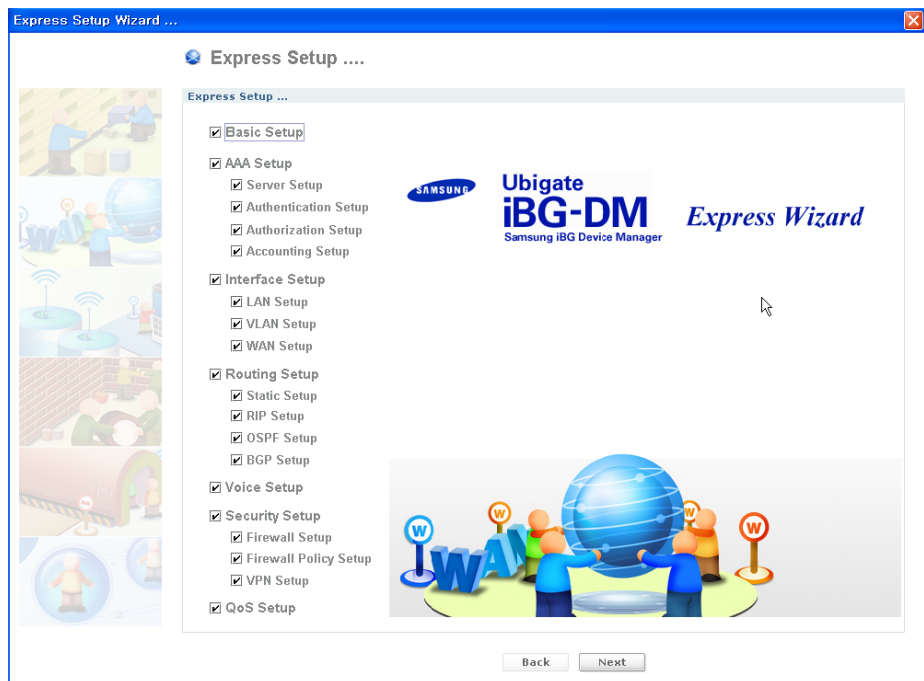 Express Setup Wizard ...
Express Setup ....
Express Setup ...
Basic Setup
AAA Setup
Server Setup
Authentication Setup
Authorization Setup
Accounting Setup
Interface Setup
LAN Setup
VLAN Setup
WAN Setup
Routing Setup
Static Setup
RIP Setup
OSPF Setup
BGP Setup
Voice Setup
Security Setup
Firewall Setup
Firewall Policy Setup
VPN Setup
QoS Setup
SAMSUNG
Ubigate
iBG-DM
Samsung iBG Device Manager
Express Wizard
WAN
VPN
W
W
W
W
WAN
Back
Next